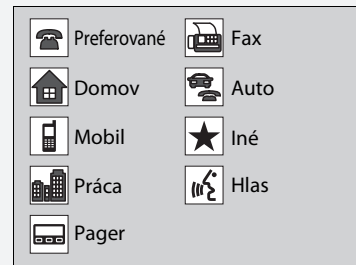 Preferované
Domov
Mobil
Práca
Pager
Fax
Auto
Iné
Hlas